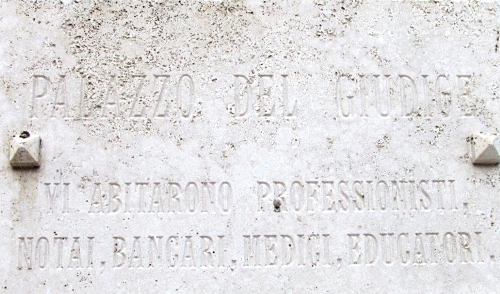 PALAZZO DEL GIUDICE
VI ABITARONO PROFESSIONISTI,
NOTAI, BANCARI, MEDICI, EDUCATORI.